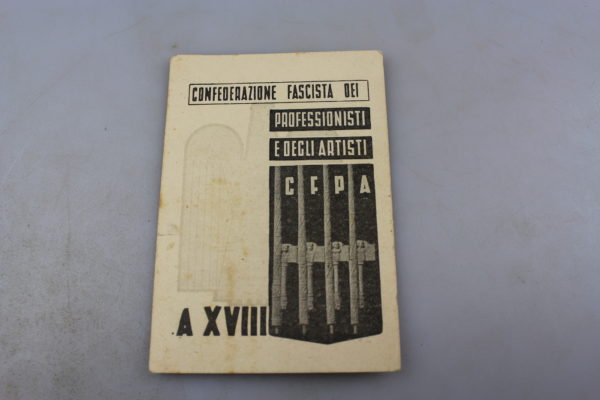 CONFEDERAZIONE FASCISTA DEI
PROFESSIONISTI
E DEGLI ARTISTI
C F P A
A XVIII